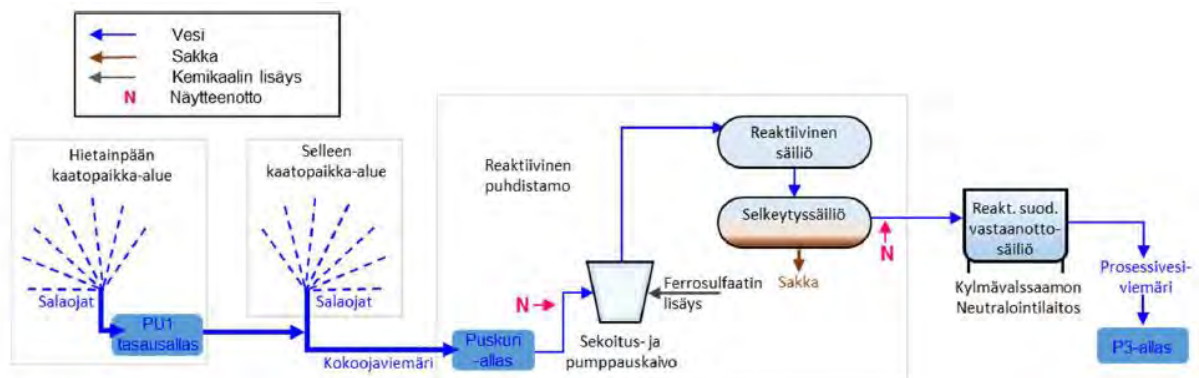 Vesi
Sakka
Kemikaalin lisäys
N Näytteenotto
Hietainpään
kaatopaikka-alue
Salaojat
PU1
tasausallas
Selleen
kaatopaikka-alue
Salaojat
Kokoojaviemäri
Reaktiivinen
puhdistamo
Puskuri
-allas
N
Ferrosulfaatin
lisäys
Sekoitus- ja
pumppauskaivo
Reaktiivinen
säiliö
Selkeytyssäiliö
Sakka
N
Reakt. suod.
vastaanotto-
säiliö
Kylmävalssaamon
Neutralointilaitos
Prosessivesi-
viemäri
P3-allas